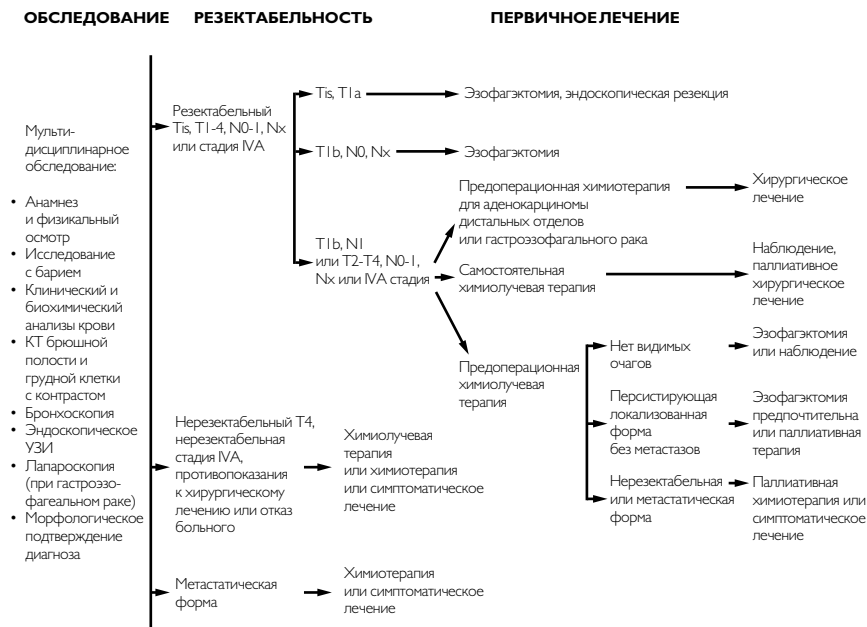 ОБСЛЕДОВАНИЕ
РЕЗЕКТАБЕЛЬНОСТЬ
ПЕРВИЧНОЕ ЛЕЧЕНИЕ
Мульти-
дисциплинарное
обследование:
• Анамнез
и физикальный
осмотр
• Исследование
с барием
• Клинический и
биохимический
анализы крови
• КТ брюшной
полости и
грудной клетки
с контрастом
• Бронхоскопия
• Эндоскопическое
УЗИ
• Лапароскопия
(при гастроэзо-
фагеальном раке)
• Морфологическое
подтверждение
диагноза
Резектабельный
Tis, T1-4, N0-1, Nx
или стадия IVA
Tis, T1a
Эзофагэктомия, эндоскопическая резекция
T1b, N0, Nx
Эзофагэктомия
T1b, N1
или T2-T4, N0-1,
Nx или IVA стадия
Предоперационная химиотерапия
для аденокарциномы
дистальных отделов
или гастроэзофагального рака
Хирургическое
лечение
Самостоятельная
химиолучевая терапия
Наблюдение,
паллиативное
хирургическое
лечение
Предоперационная
химиолучевая
терапия
Нет видимых
очагов
Эзофагэктомия
или наблюдение
Персистирующая
локализованная
форма
без метастазов
Эзофагэктомия
предпочтительна
или паллиативная
терапия
Нерезектабельная
или метастатическая
форма
Паллиативная
химиотерапия или
симптоматическое
лечение
Нерезектабельный T4,
нерезектабельная
стадия IVA,
противопоказания
к хирургическому
лечению или отказ
больного
Химиолучевая
терапия
или химиотерапия
или симптоматическое
лечение
Метастатическая
форма
Химиотерапия
или симптоматическое
лечение